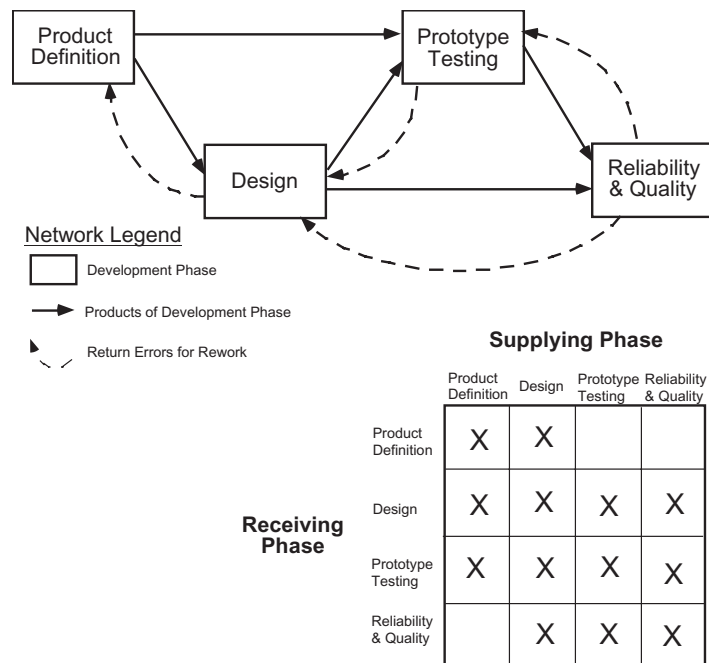 Product
Definition
Prototype
Testing
Design
Reliability
& Quality
Network Legend
Development Phase
Products of Development Phase
Return Errors for Rework
Supplying Phase
Product
Definition
Design
Prototype
Testing
Reliability
& Quality
Product
Definition
X X
Design
X X X X
Receiving
Phase
Prototype
Testing
X X X X
Reliability
& Quality
X X X